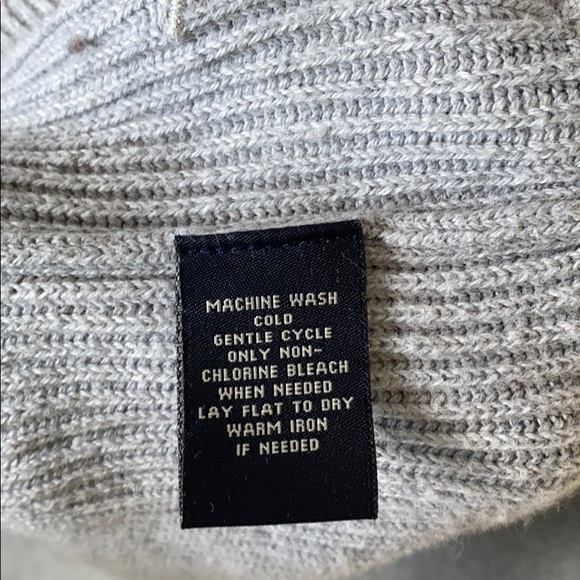 MACHINE WASH
COLD
GENTLE CYCLE
ONLY NON-
CHLORINE BLEACH
WHEN NEEDED
LAY FLAT TO DRY
WARM IRON
IF NEEDED